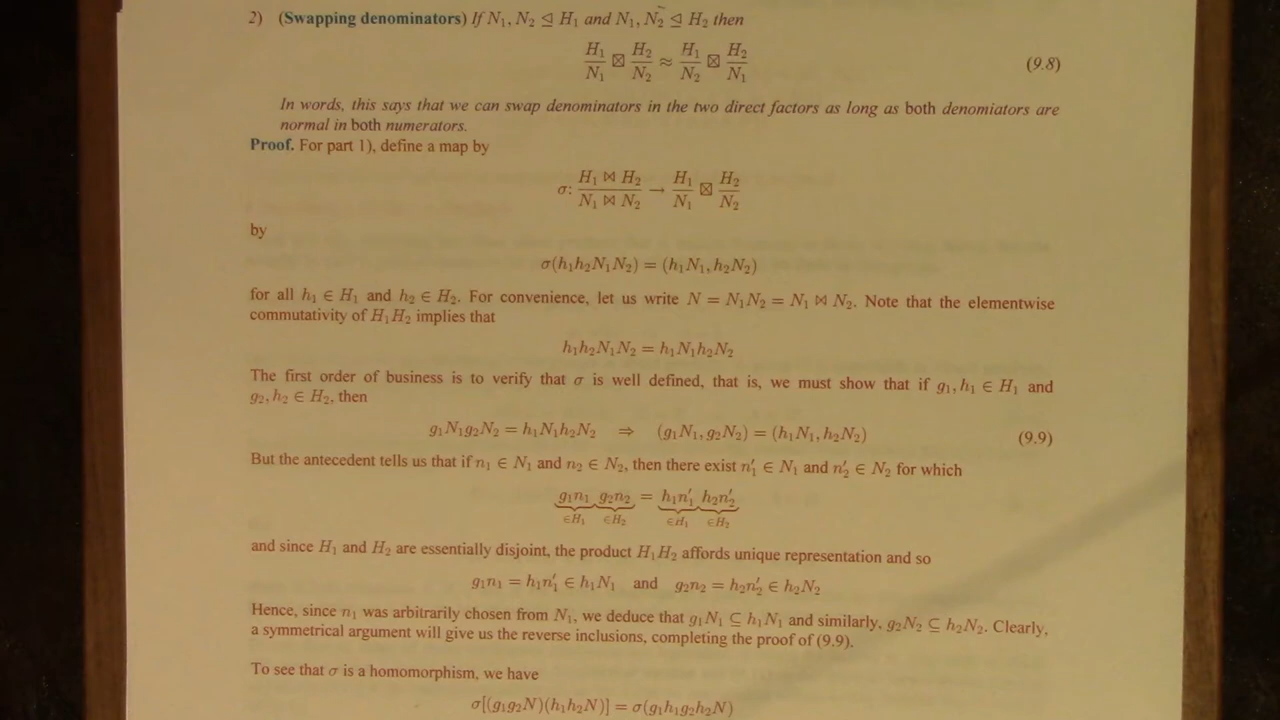 2) (Swapping denominators) If N₁, N₂ ⊴ H₁ and N₁, N₂ ⊴ H₂ then
H₁/N₁ ⊠ H₂/N₂ ≈ H₁/N₂ ⊠ H₂/N₁ (9.8)
In words, this says that we can swap denominators in the two direct factors as long as both denomiators are
normal in both numerators.
Proof. For part 1), define a map by
σ: (H₁ ⋈ H₂)/(N₁ ⋈ N₂) → H₁/N₁ ⊠ H₂/N₂
by
σ(h₁h₂N₁N₂) = (h₁N₁, h₂N₂)
for all h₁ ∈ H₁ and h₂ ∈ H₂. For convenience, let us write N = N₁N₂ = N₁ ⋈ N₂. Note that the elementwise
commutativity of H₁H₂ implies that
h₁h₂N₁N₂ = h₁N₁h₂N₂
The first order of business is to verify that σ is well defined, that is, we must show that if g₁, h₁ ∈ H₁ and
g₂, h₂ ∈ H₂, then
g₁N₁g₂N₂ = h₁N₁h₂N₂ ⇒ (g₁N₁, g₂N₂) = (h₁N₁, h₂N₂) (9.9)
But the antecedent tells us that if n₁ ∈ N₁ and n₂ ∈ N₂, then there exist n₁′ ∈ N₁ and n₂′ ∈ N₂ for which
g₁n₁ g₂n₂ = h₁n₁′ h₂n₂′
∈H₁ ∈H₂ ∈H₁ ∈H₂
and since H₁ and H₂ are essentially disjoint, the product H₁H₂ affords unique representation and so
g₁n₁ = h₁n₁′ ∈ h₁N₁ and g₂n₂ = h₂n₂′ ∈ h₂N₂
Hence, since n₁ was arbitrarily chosen from N₁, we deduce that g₁N₁ ⊆ h₁N₁ and similarly, g₂N₂ ⊆ h₂N₂. Clearly,
a symmetrical argument will give us the reverse inclusions, completing the proof of (9.9).
To see that σ is a homomorphism, we have
σ[(g₁g₂N)(h₁h₂N)] = σ(g₁h₁g₂h₂N)